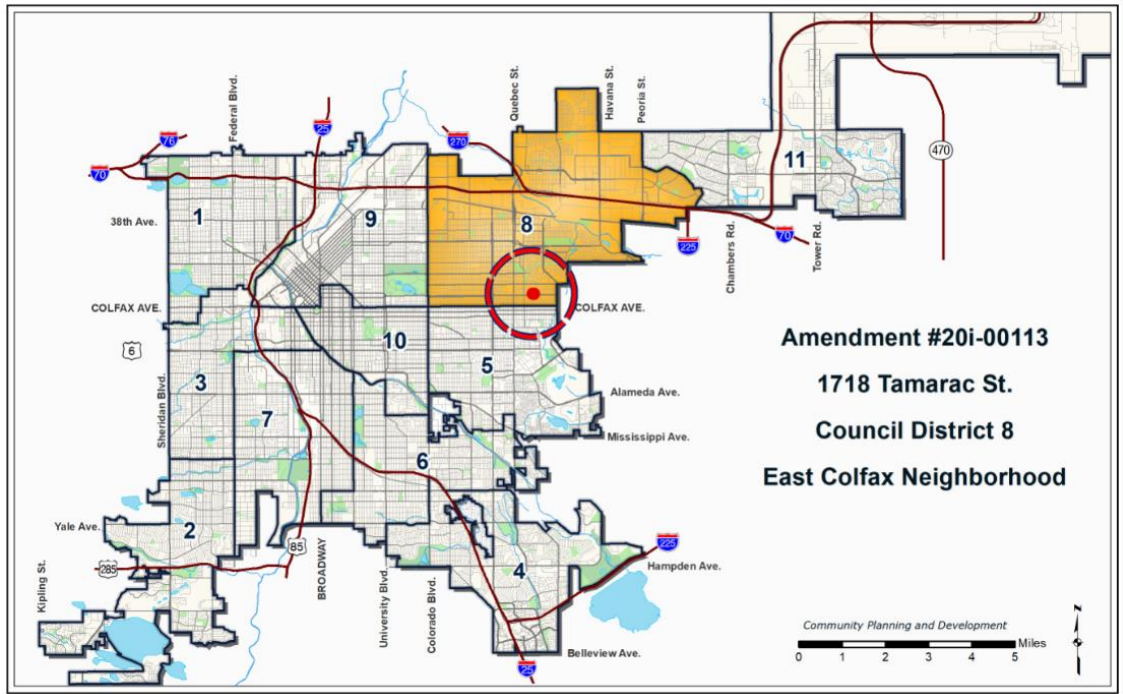 Federal Blvd.
Quebec St.
Havana St.
Peoria St.
76
25
270
70
470
11
1
9
8
38th Ave.
225
70
Chambers Rd.
Tower Rd.
COLFAX AVE.
COLFAX AVE.
6
10
5
3
Sheridan Blvd.
7
Alameda Ave.
Mississippi Ave.
6
Yale Ave.
2
85
285
BROADWAY
University Blvd.
Colorado Blvd.
4
225
Hampden Ave.
Kipling St.
25
Belleview Ave.
Amendment #20i-00113
1718 Tamarac St.
Council District 8
East Colfax Neighborhood
Community Planning and Development
Miles
0 1 2 3 4 5
N